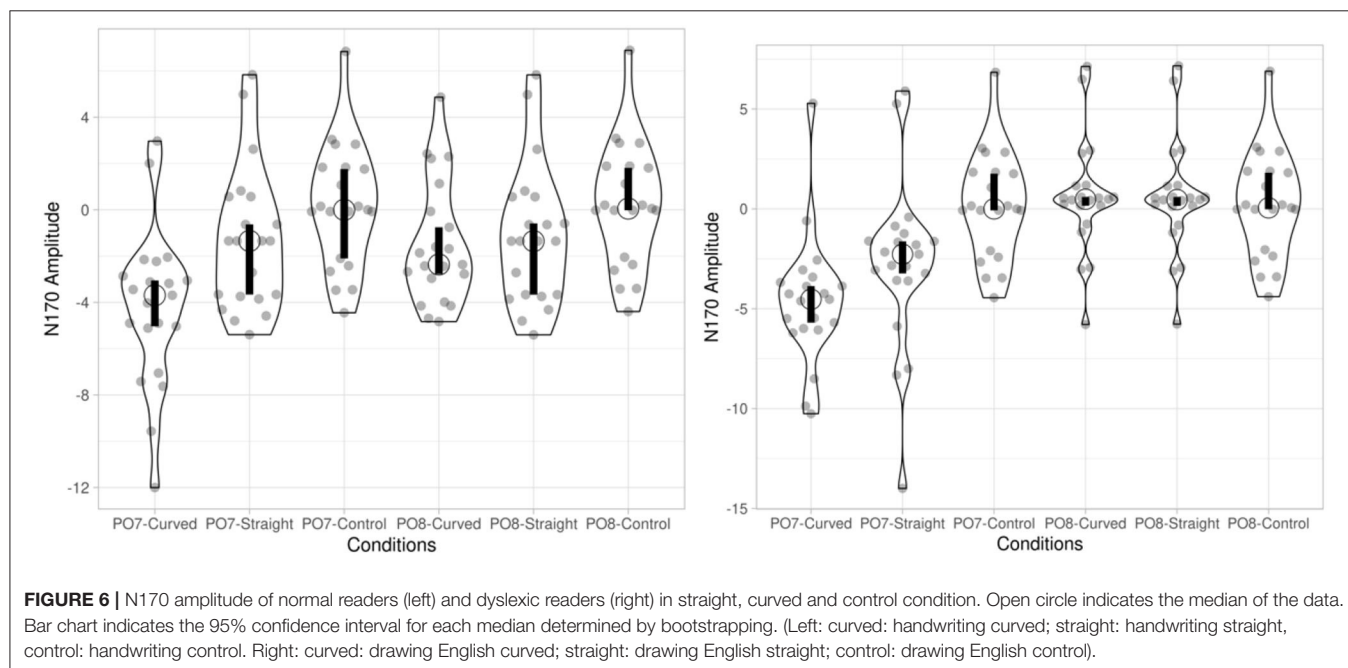 4
0
-4
-8
-12
N170 Amplitude
PO7-Curved PO7-Straight PO7-Control PO8-Curved PO8-Straight PO8-Control
Conditions
5
0
-5
-10
-15
N170 Amplitude
PO7-Curved PO7-Straight PO7-Control PO8-Curved PO8-Straight PO8-Control
Conditions
FIGURE 6 | N170 amplitude of normal readers (left) and dyslexic readers (right) in straight, curved and control condition. Open circle indicates the median of the data.
Bar chart indicates the 95% confidence interval for each median determined by bootstrapping. (Left: curved: handwriting curved; straight: handwriting straight,
control: handwriting control. Right: curved: drawing English curved; straight: drawing English straight; control: drawing English control).